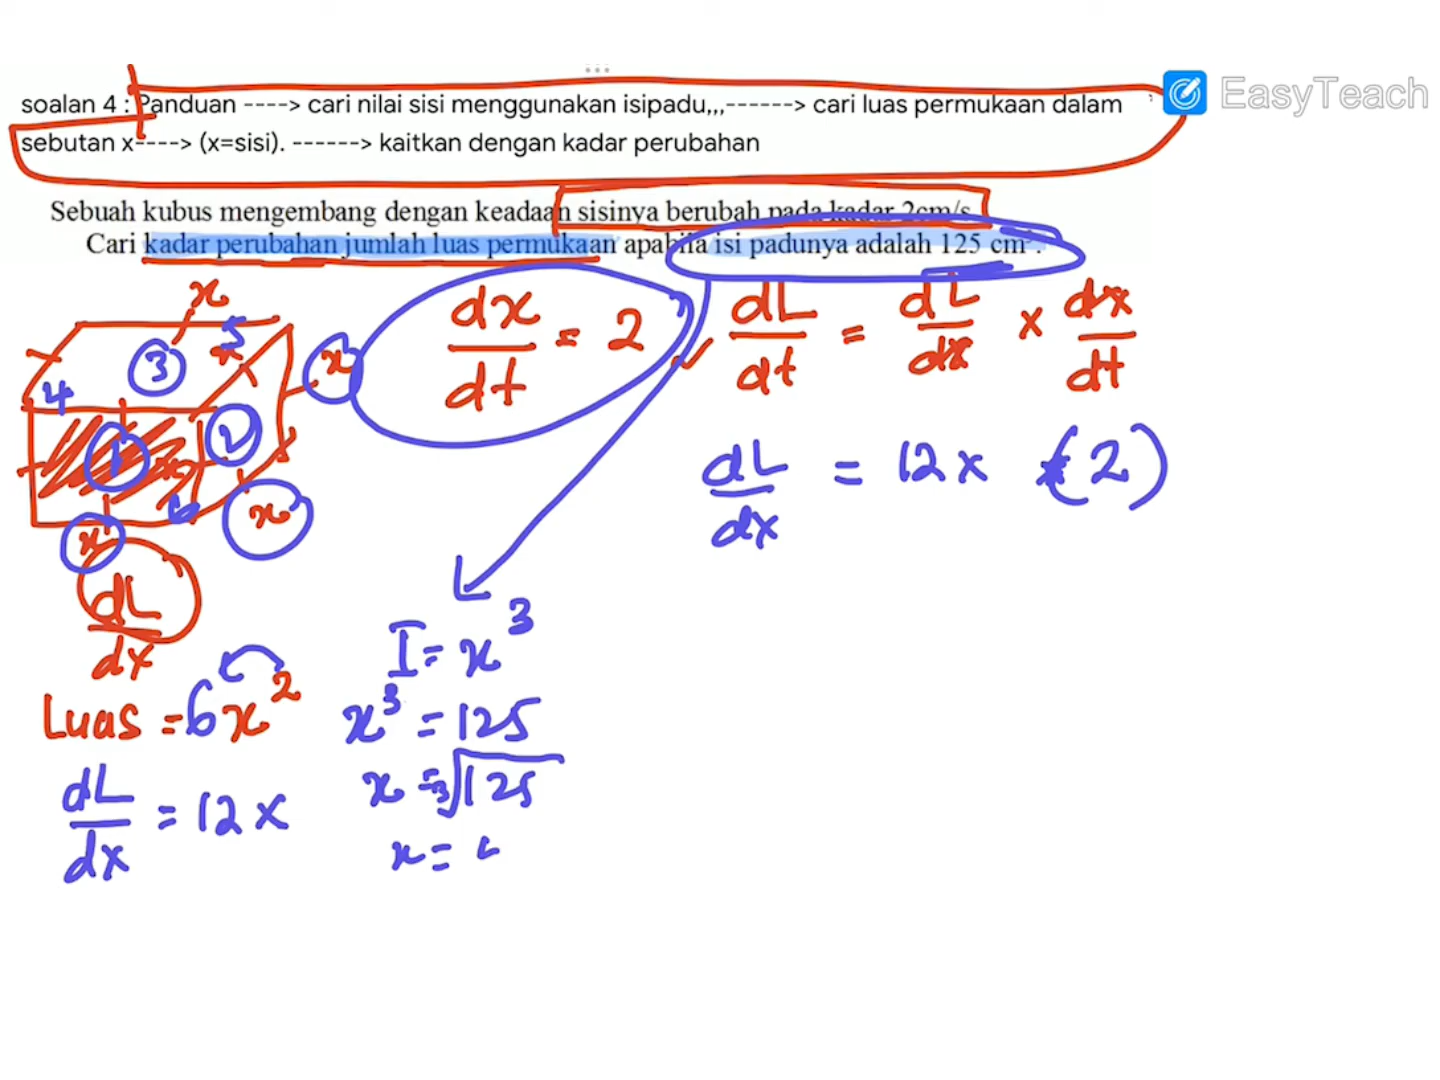 EasyTeach
soalan 4 : Panduan ----> cari nilai sisi menggunakan isipadu,,,------> cari luas permukaan dalam
sebutan x----> (x=sisi). ------> kaitkan dengan kadar perubahan
Sebuah kubus mengembang dengan keadaan sisinya berubah pada kadar 2cm/s.
Cari kadar perubahan jumlah luas permukaan apabila isi padunya adalah 125 cm³.
x
x
x
x
x
1
2
3
4
5
6
dx/dt = 2
dL/dt = dL/dx × dx/dt
dL/dx = 12x (2)
dL/dx
Luas = 6x²
dL/dx = 12x
I = x³
x³ = 125
x = ³√125
x =